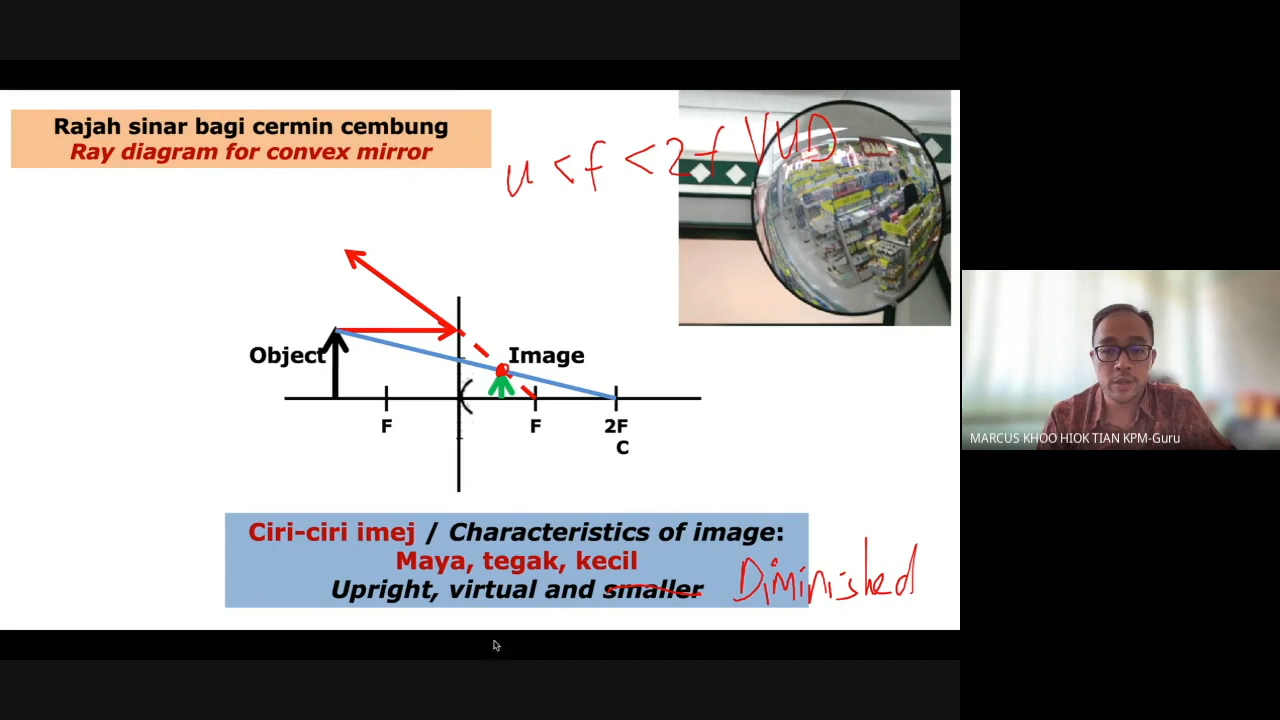 Rajah sinar bagi cermin cembung
Ray diagram for convex mirror
u < f < 2f VUD
Object
Image
F
F
2F
C
Ciri-ciri imej / Characteristics of image:
Maya, tegak, kecil
Upright, virtual and smaller Diminished
MARCUS KHOO HIOK TIAN KPM-Guru